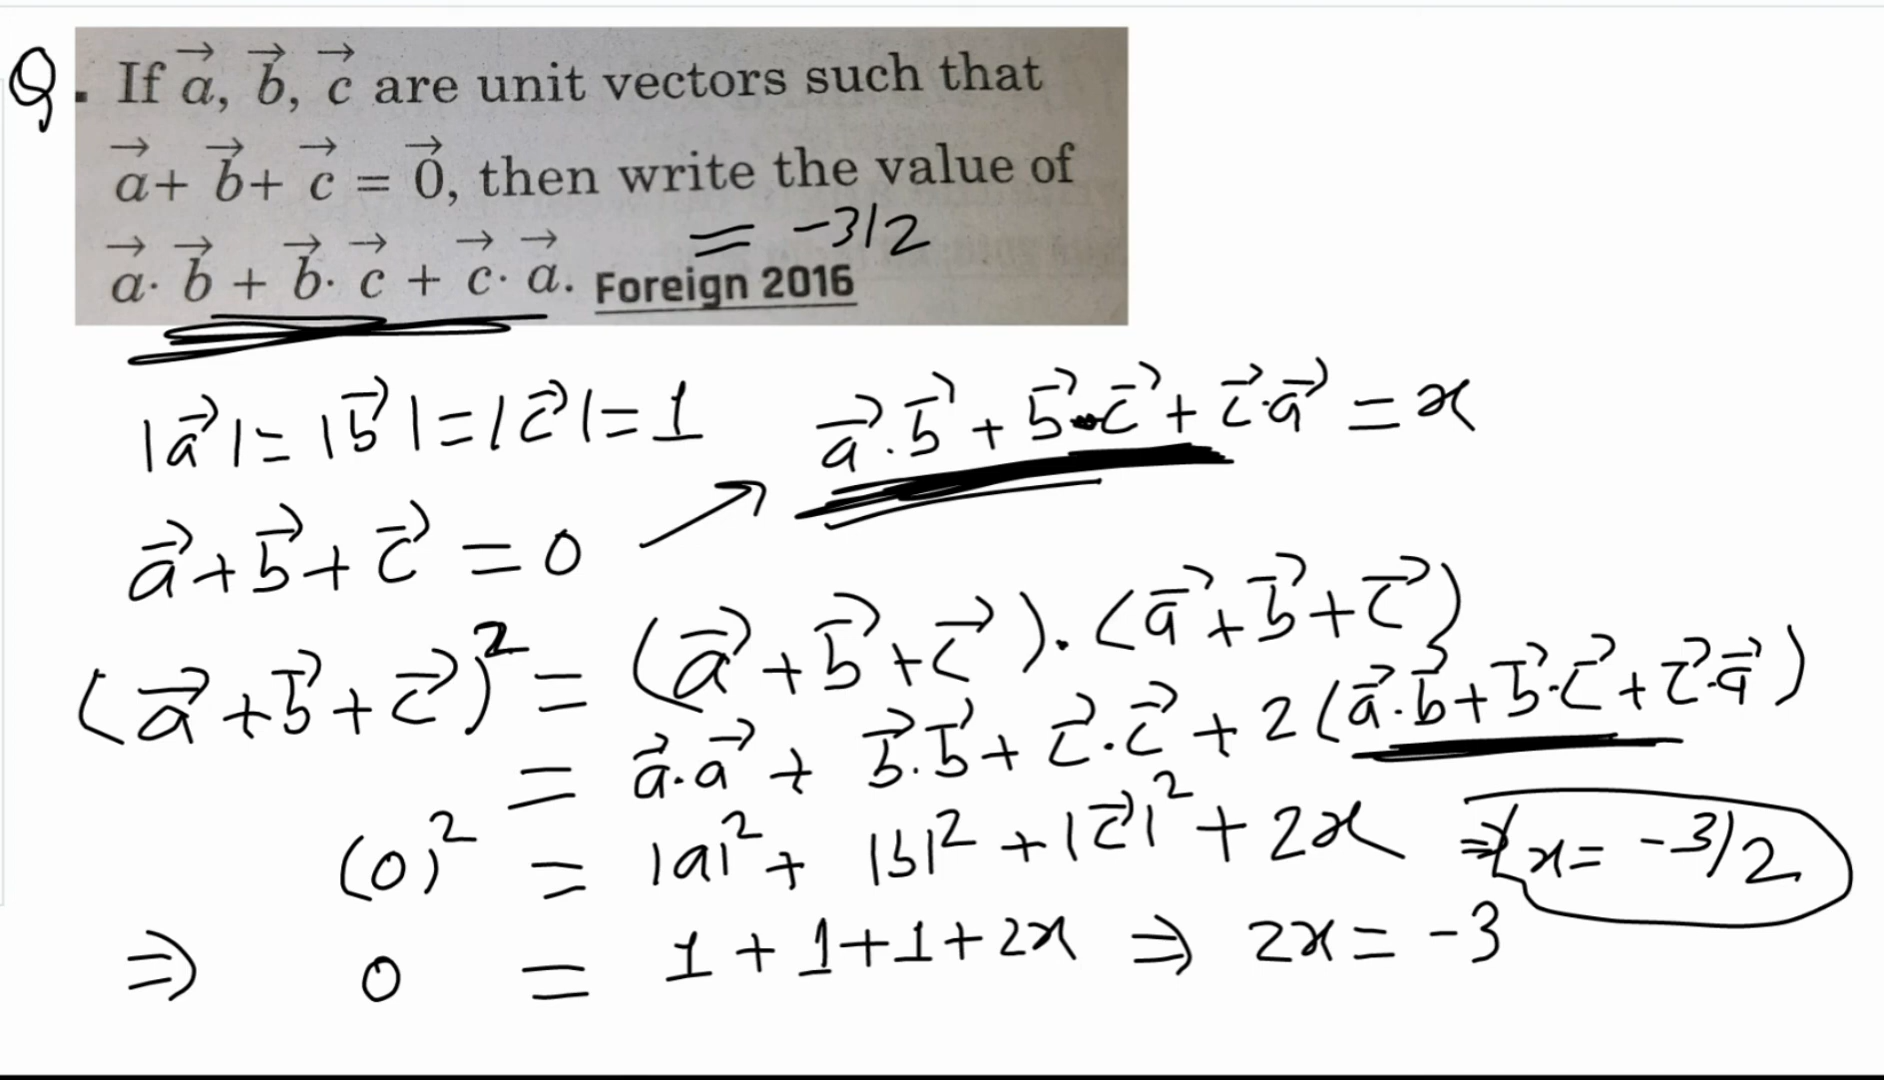 Q. If a⃗, b⃗, c⃗ are unit vectors such that
a⃗ + b⃗ + c⃗ = 0⃗, then write the value of
= -3/2
a⃗ · b⃗ + b⃗ · c⃗ + c⃗ · a⃗. Foreign 2016
|a⃗| = |b⃗| = |c⃗| = 1
a⃗.b⃗ + b⃗.c⃗ + c⃗.a⃗ = x
a⃗ + b⃗ + c⃗ = 0 →
(a⃗ + b⃗ + c⃗)² = (a⃗ + b⃗ + c⃗).(a⃗ + b⃗ + c⃗)
= a⃗.a⃗ + b⃗.b⃗ + c⃗.c⃗ + 2(a⃗.b⃗ + b⃗.c⃗ + c⃗.a⃗)
(0)² = |a|² + |b|² + |c⃗|² + 2x ⇒ x = -3/2
⇒ 0 = 1 + 1 + 1 + 2x ⇒ 2x = -3